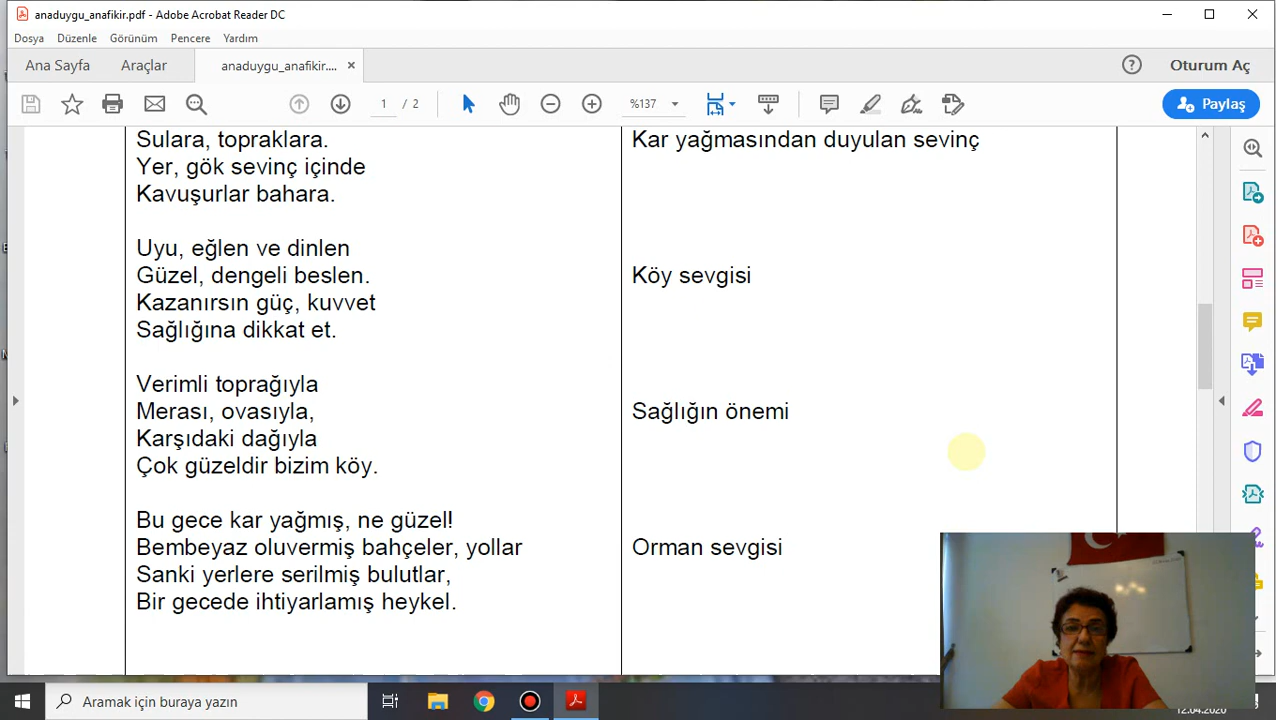 anaduygu_anafikir.pdf - Adobe Acrobat Reader DC
Dosya Düzenle Görünüm Pencere Yardım
Ana Sayfa Araçlar anaduygu_anafikir.... Oturum Aç
1 / 2 %137 Paylaş
Sulara, topraklara.
Yer, gök sevinç içinde
Kavuşurlar bahara.
Uyu, eğlen ve dinlen
Güzel, dengeli beslen.
Kazanırsın güç, kuvvet
Sağlığına dikkat et.
Verimli toprağıyla
Merası, ovasıyla,
Karşıdaki dağıyla
Çok güzeldir bizim köy.
Bu gece kar yağmış, ne güzel!
Bembeyaz oluvermiş bahçeler, yollar
Sanki yerlere serilmiş bulutlar,
Bir gecede ihtiyarlamış heykel.
Kar yağmasından duyulan sevinç
Köy sevgisi
Sağlığın önemi
Orman sevgisi
Aramak için buraya yazın
12.04.2020